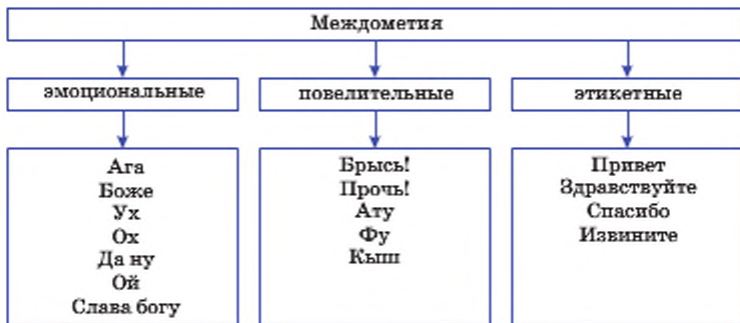 Междометия
эмоциональные
повелительные
этикетные
Ага
Боже
Ух
Ох
Да ну
Ой
Слава богу
Брысь!
Прочь!
Ату
Фу
Кыш
Привет
Здравствуйте
Спасибо
Извините